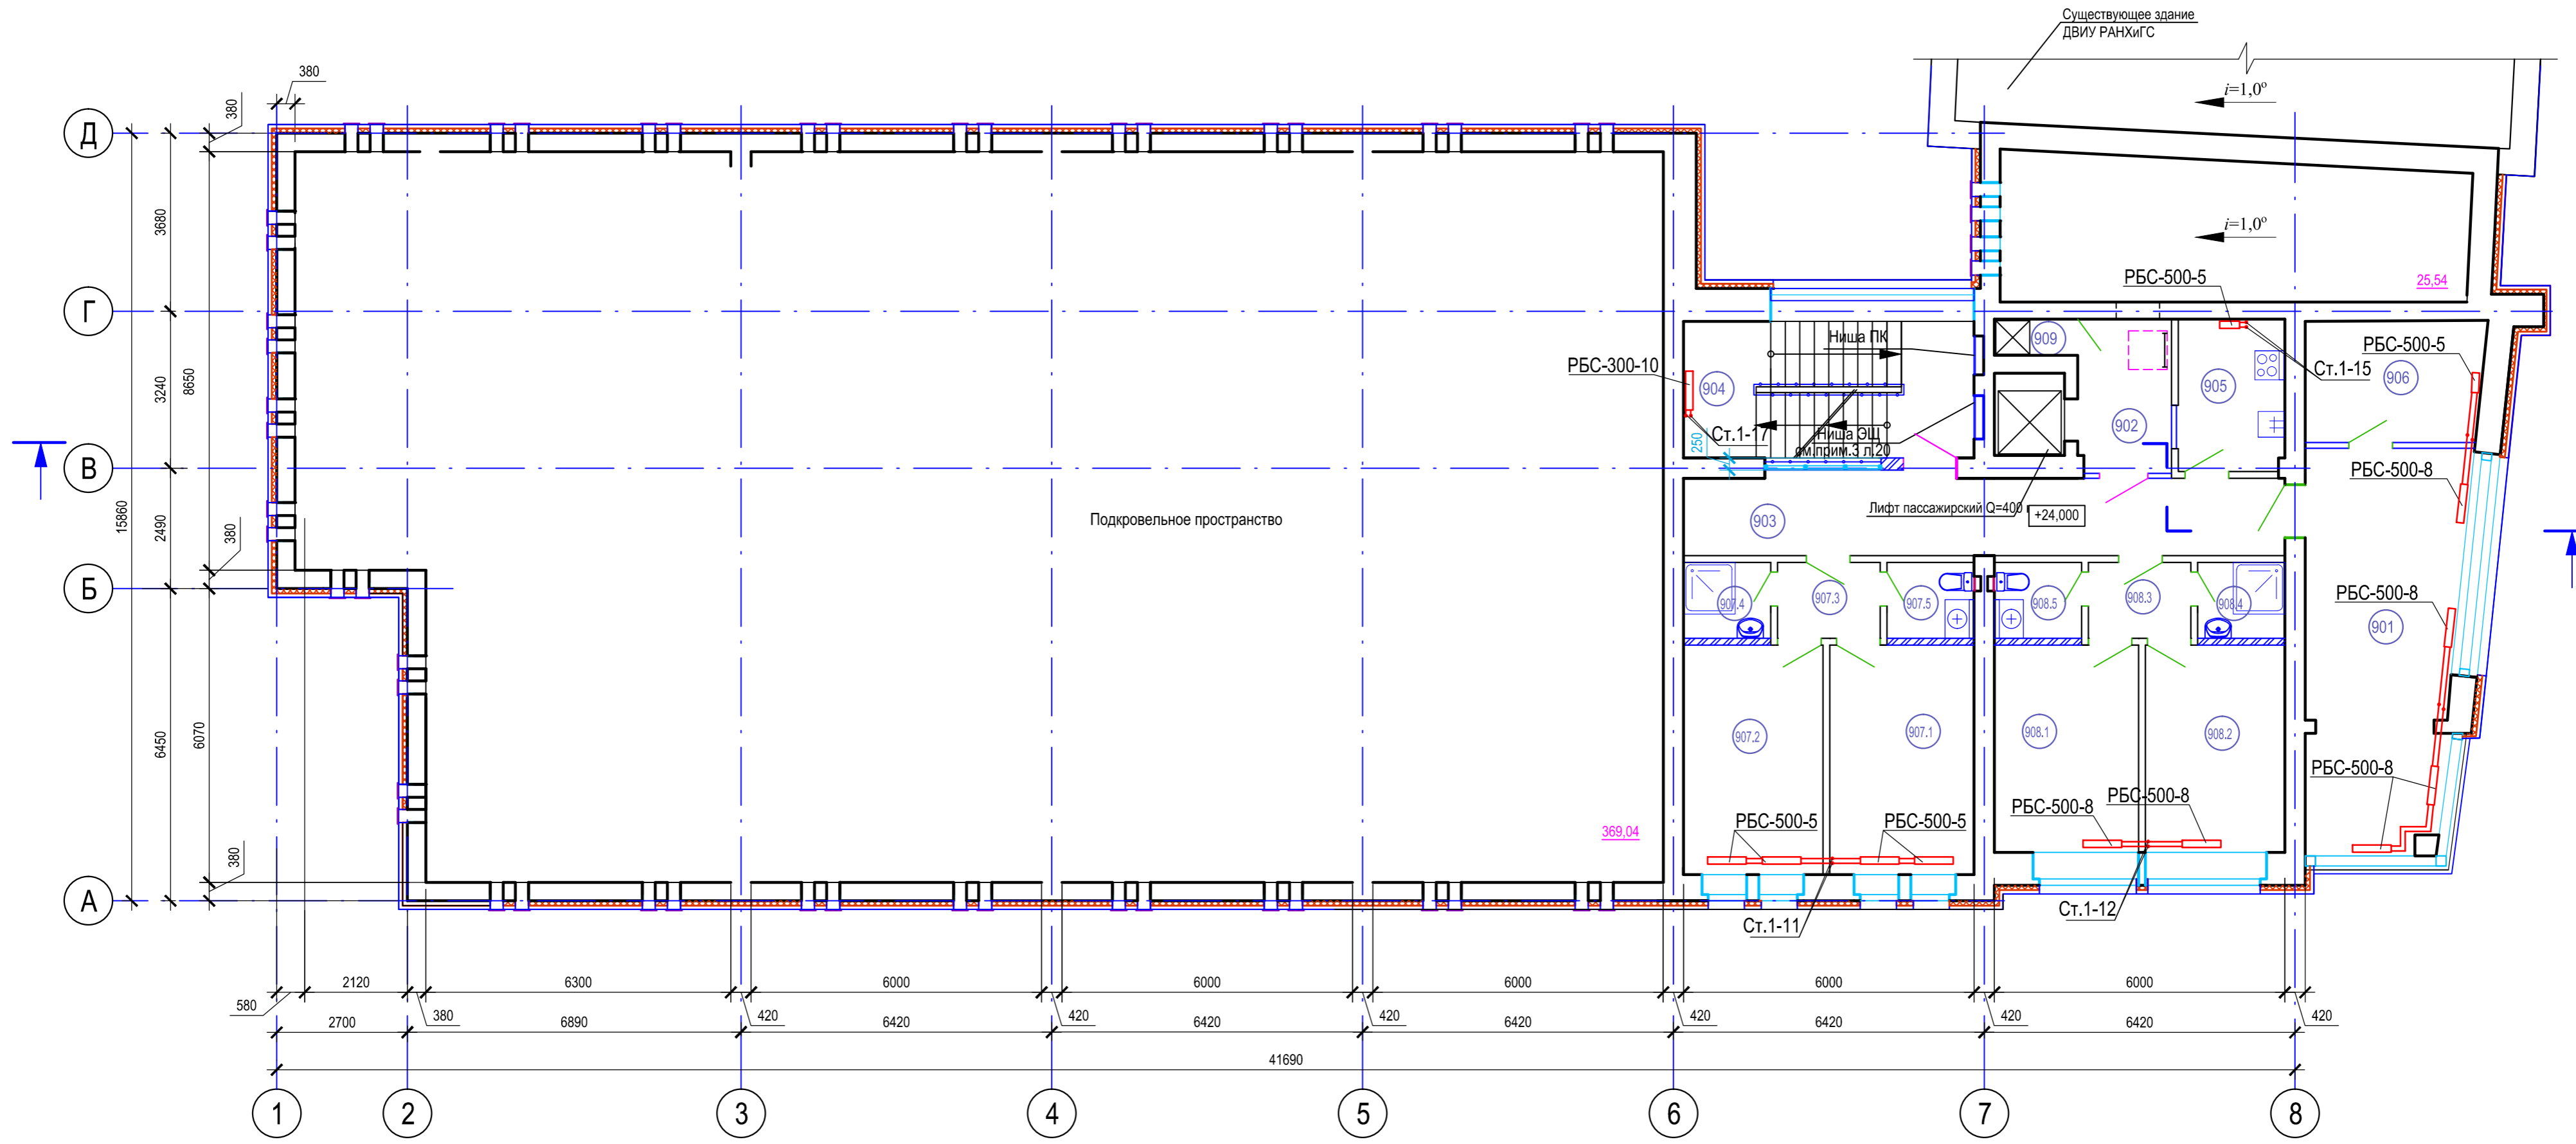 Существующее здание
ДВИУ РАНХиГС
380
380
i=1,0°
Д
3680
i=1,0°
РБС-500-5
25,54
Г
Ниша ПК
909
РБС-500-5
РБС-300-10
904
905
Ст.1-15
906
3240
8650
902
Ст.1-17
Ниша ЭЩ
см.прим.3 л.20
250
В
РБС-500-8
15860
2490
380
Подкровельное пространство
903
Лифт пассажирский Q=400
+24,000
Б
907.4
907.3
907.5
908.5
908.3
908.4
РБС-500-8
901
6450
6070
907.2
907.1
908.1
908.2
РБС-500-8
РБС-500-8
РБС-500-8
369,04
РБС-500-5
РБС-500-5
380
А
Ст.1-11
Ст.1-12
2120
6300
6000
6000
6000
6000
6000
580
380
420
420
420
420
420
420
2700
6890
6420
6420
6420
6420
6420
41690
1
2
3
4
5
6
7
8